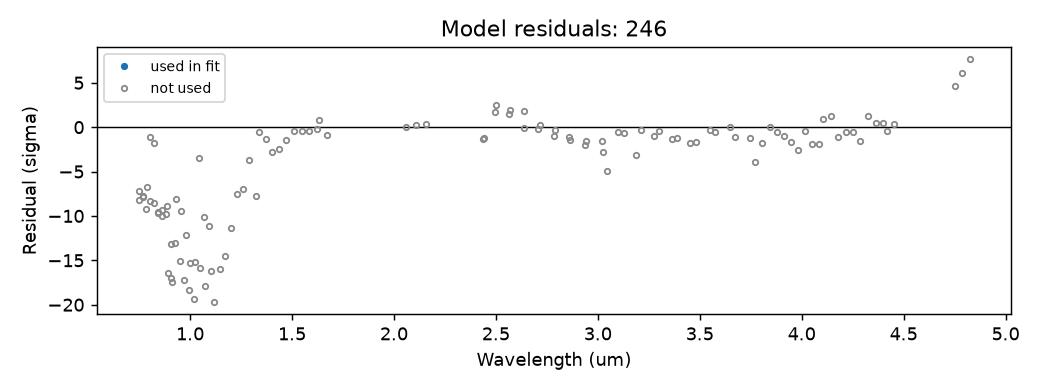 Model residuals: 246
used in fit
not used
5
0
−5
−10
−15
−20
Residual (sigma)
1.0 1.5 2.0 2.5 3.0 3.5 4.0 4.5 5.0
Wavelength (um)